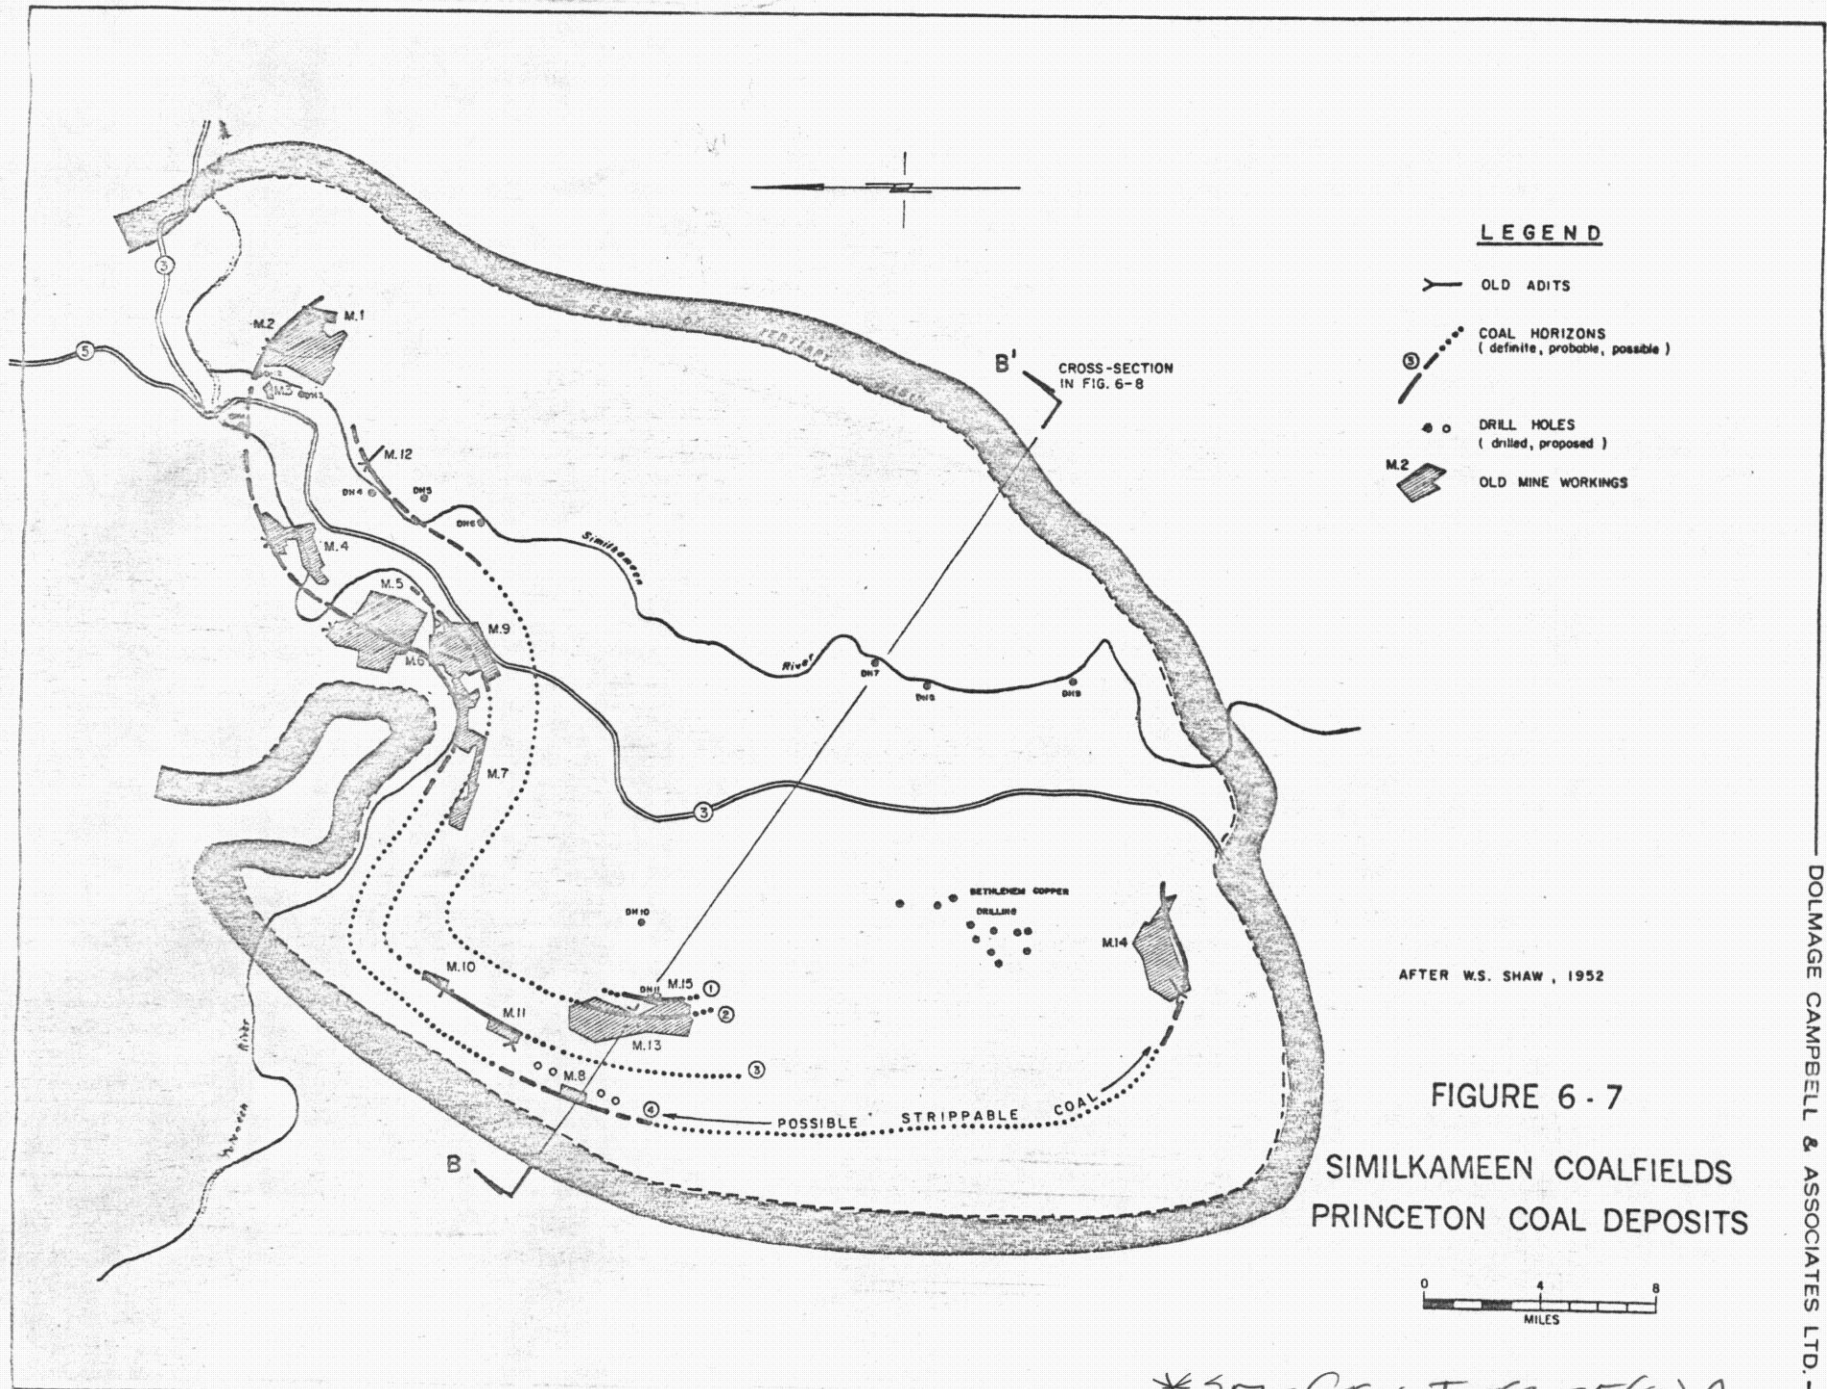 LEGEND
OLD ADITS
COAL HORIZONS
( definite, probable, possible )
3
DRILL HOLES
( drilled, proposed )
M.2
OLD MINE WORKINGS
3
5
M.2
M.1
M.3
M.12
DH4
DH5
DH6
M.4
M.5
M.9
M.6
M.7
Similkameen
River
DH7
DH8
DH9
EDGE OF TERTIARY
B'
CROSS-SECTION
IN FIG. 6-8
3
BETHLEHEM COPPER
DRILLING
DH10
M.14
M.10
M.11
DH11
M.15
1
2
M.13
3
M.8
4
POSSIBLE STRIPPABLE COAL
B
River
AFTER W.S. SHAW, 1952
FIGURE 6-7
SIMILKAMEEN COALFIELDS
PRINCETON COAL DEPOSITS
0 4 8
MILES
DOLMAGE CAMPBELL & ASSOCIATES LTD.